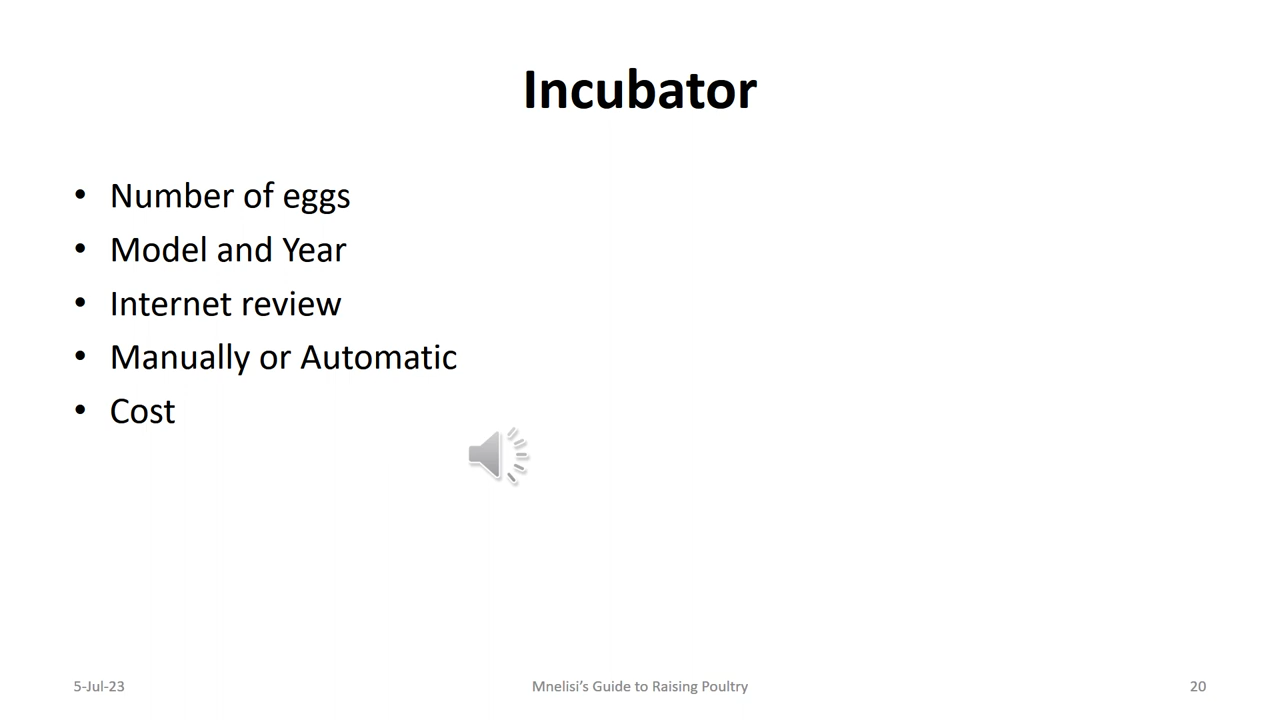 Incubator
• Number of eggs
• Model and Year
• Internet review
• Manually or Automatic
• Cost
5-Jul-23
Mnelisi’s Guide to Raising Poultry
20